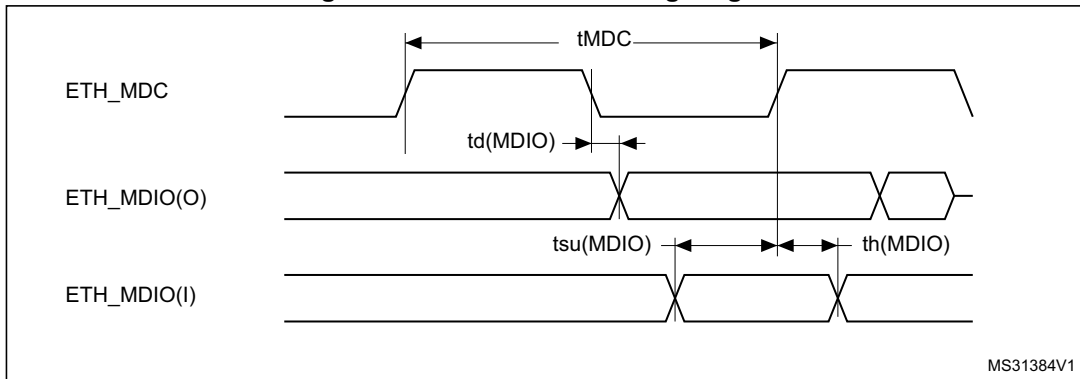 tMDC
ETH_MDC
td(MDIO)
ETH_MDIO(O)
tsu(MDIO) th(MDIO)
ETH_MDIO(I)
MS31384V1